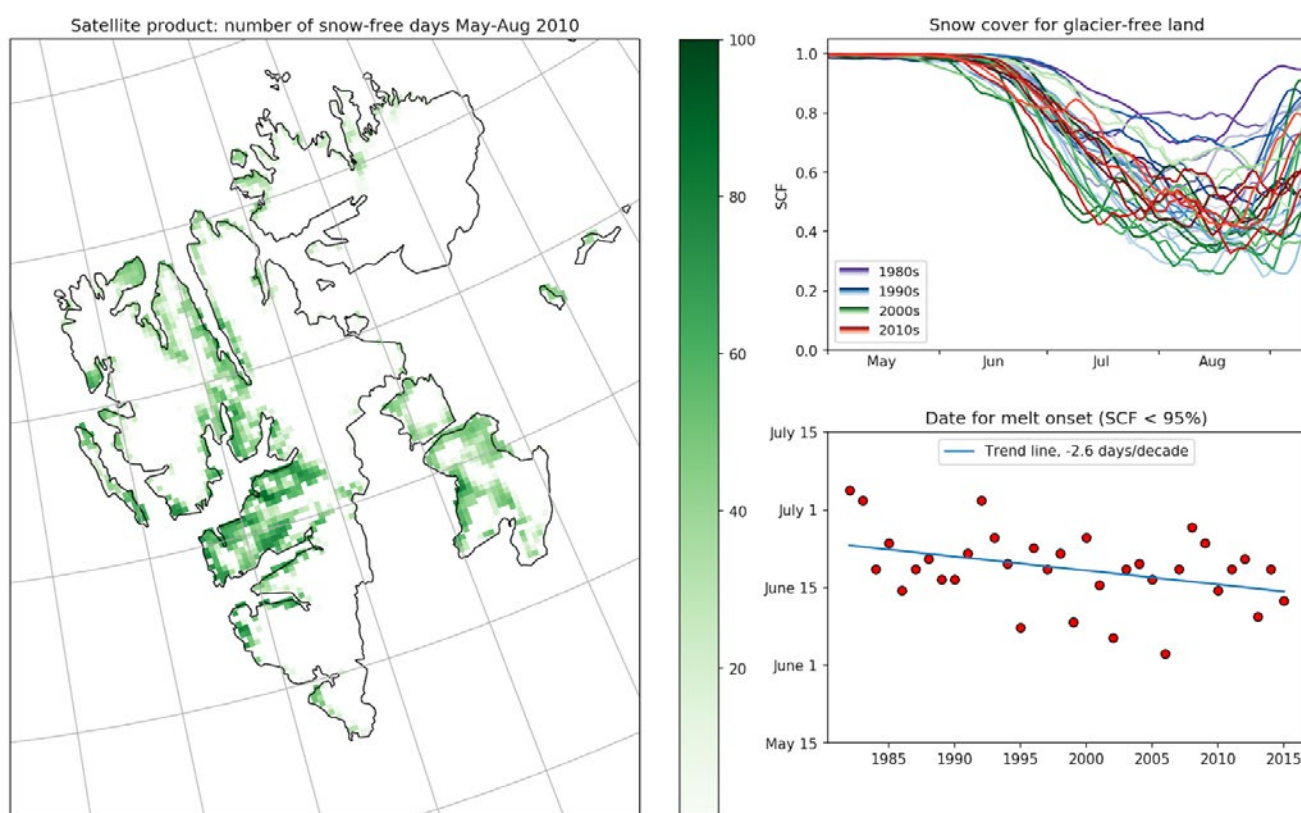 Satellite product: number of snow-free days May-Aug 2010
100
80
60
40
20
Snow cover for glacier-free land
SCF
1.0
0.8
0.6
0.4
0.2
0.0
1980s
1990s
2000s
2010s
May Jun Jul Aug
Date for melt onset (SCF < 95%)
Trend line, -2.6 days/decade
July 15
July 1
June 15
June 1
May 15
1985 1990 1995 2000 2005 2010 2015